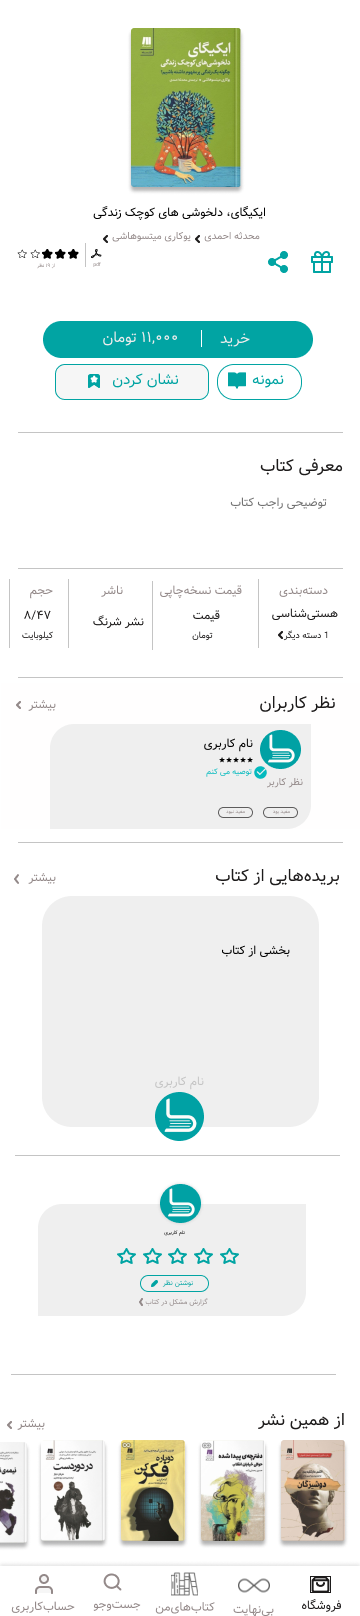 ایکیگای
دلخوشی‌های کوچک زندگی
ایکیگای، دلخوشی های کوچک زندگی
محدثه احمدی
یوکاری میتسوهاشی
pdf
از ۱۹ نظر
خرید
۱۱,۰۰۰ تومان
نمونه
نشان کردن
معرفی کتاب
توضیحی راجب کتاب
دسته‌بندی
قیمت نسخه‌چاپی
ناشر
حجم
هستی‌شناسی
قیمت
نشر شرنگ
۸/۴۷
1 دسته دیگر
تومان
کیلوبایت
نظر کاربران
بیشتر
نام کاربری
توصیه می کنم
نظر کاربر
مفید بود
مفید نبود
بریده‌هایی از کتاب
بیشتر
بخشی از کتاب
نام کاربری
نام کاربری
نوشتن نظر
گزارش مشکل در کتاب
از همین نشر
بیشتر
دوشیزگان
دفترچه‌ی پیدا شده
دوباره
فکر کن
در دوردست
فروشگاه
بی‌نهایت
کتاب‌های‌من
جست‌وجو
حساب‌کاربری